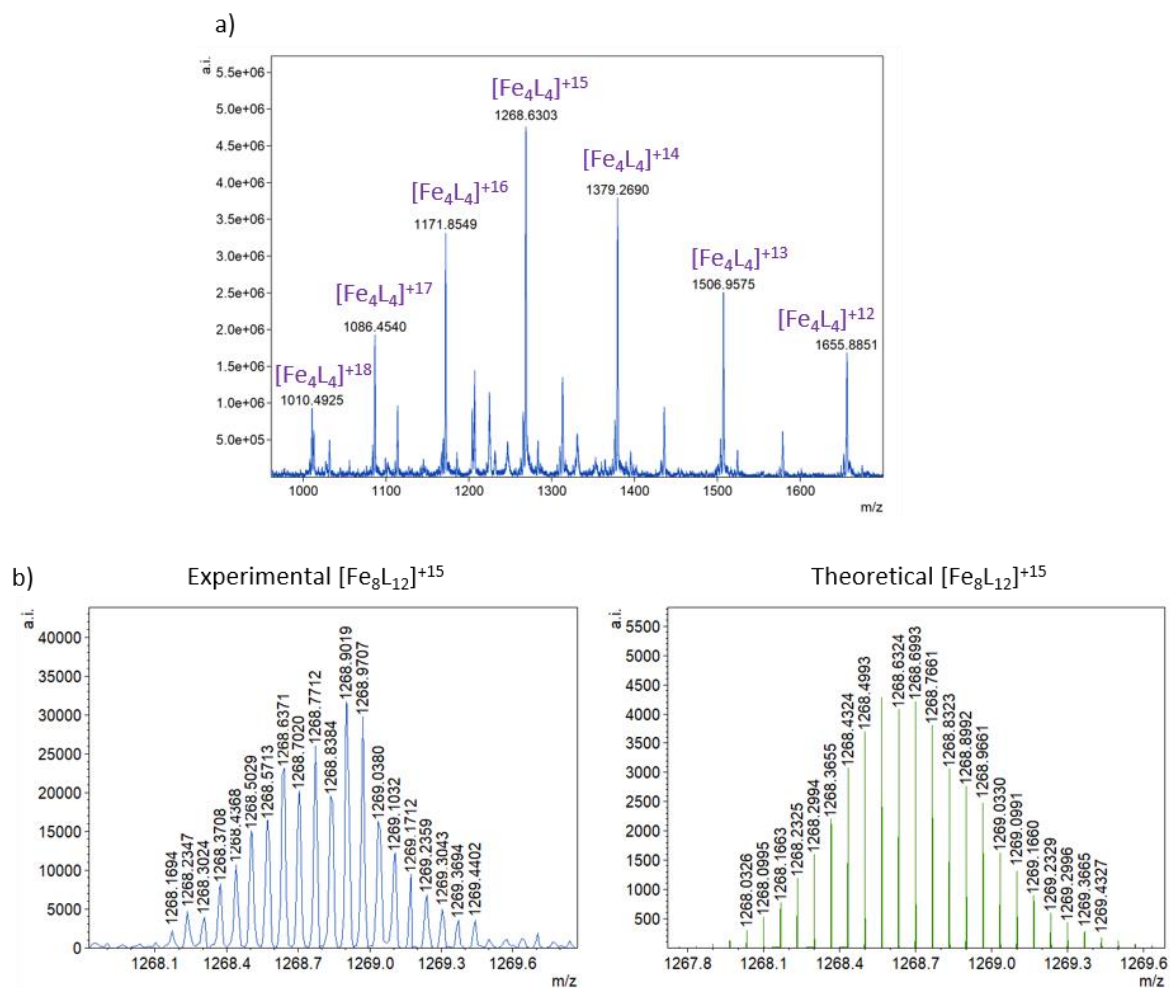 a)
a.i.
5.5e+06
5.0e+06
4.5e+06
4.0e+06
3.5e+06
3.0e+06
2.5e+06
2.0e+06
1.5e+06
1.0e+06
5.0e+05
[Fe₄L₄]⁺¹⁸
1010.4925
[Fe₄L₄]⁺¹⁷
1086.4540
[Fe₄L₄]⁺¹⁶
1171.8549
[Fe₄L₄]⁺¹⁵
1268.6303
[Fe₄L₄]⁺¹⁴
1379.2690
[Fe₄L₄]⁺¹³
1506.9575
[Fe₄L₄]⁺¹²
1655.8851
1000 1100 1200 1300 1400 1500 1600
m/z
b)
Experimental [Fe₈L₁₂]⁺¹⁵
a.i.
40000
35000
30000
25000
20000
15000
10000
5000
0
1268.1694
1268.2347
1268.3024
1268.3708
1268.4368
1268.5029
1268.5713
1268.6371
1268.7020
1268.7712
1268.8384
1268.9019
1268.9707
1269.0380
1269.1032
1269.1712
1269.2359
1269.3043
1269.3694
1269.4402
1268.1 1268.4 1268.7 1269.0 1269.3 1269.6
m/z
Theoretical [Fe₈L₁₂]⁺¹⁵
a.i.
5500
5000
4500
4000
3500
3000
2500
2000
1500
1000
500
1268.0326
1268.0995
1268.1663
1268.2325
1268.2994
1268.3655
1268.4324
1268.4993
1268.6324
1268.6993
1268.7661
1268.8323
1268.8992
1268.9661
1269.0330
1269.0991
1269.1660
1269.2329
1269.2996
1269.3665
1269.4327
1267.8 1268.1 1268.4 1268.7 1269.0 1269.3 1269.6
m/z